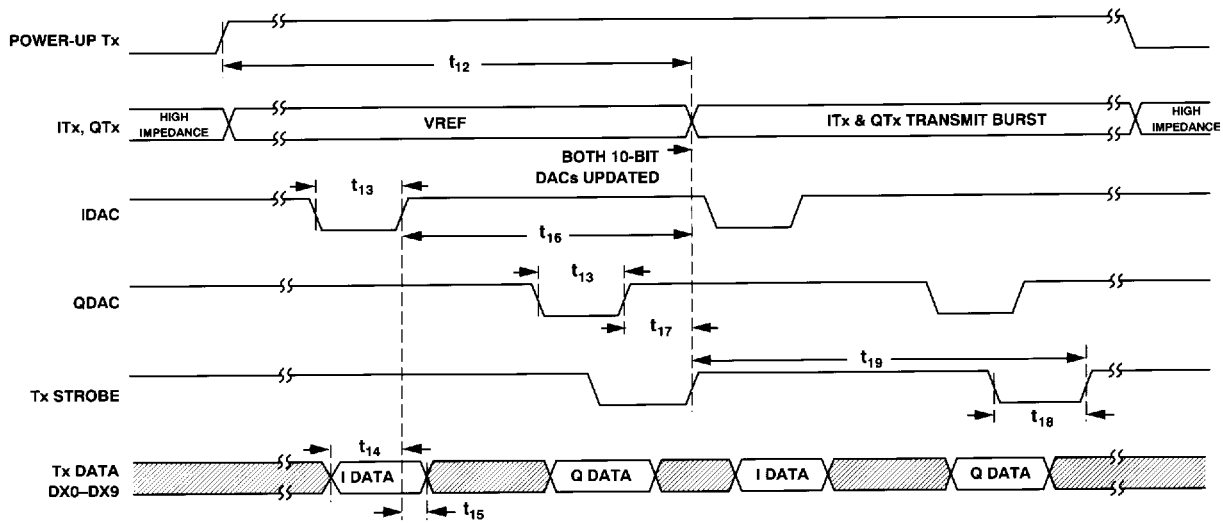 POWER-UP Tx
t12
ITx, QTx
HIGH
IMPEDANCE
VREF
ITx & QTx TRANSMIT BURST
HIGH
IMPEDANCE
BOTH 10-BIT
DACs UPDATED
t13
IDAC
t16
t13
QDAC
t17
t19
Tx STROBE
t18
t14
Tx DATA
DX0–DX9
I DATA
Q DATA
I DATA
Q DATA
t15